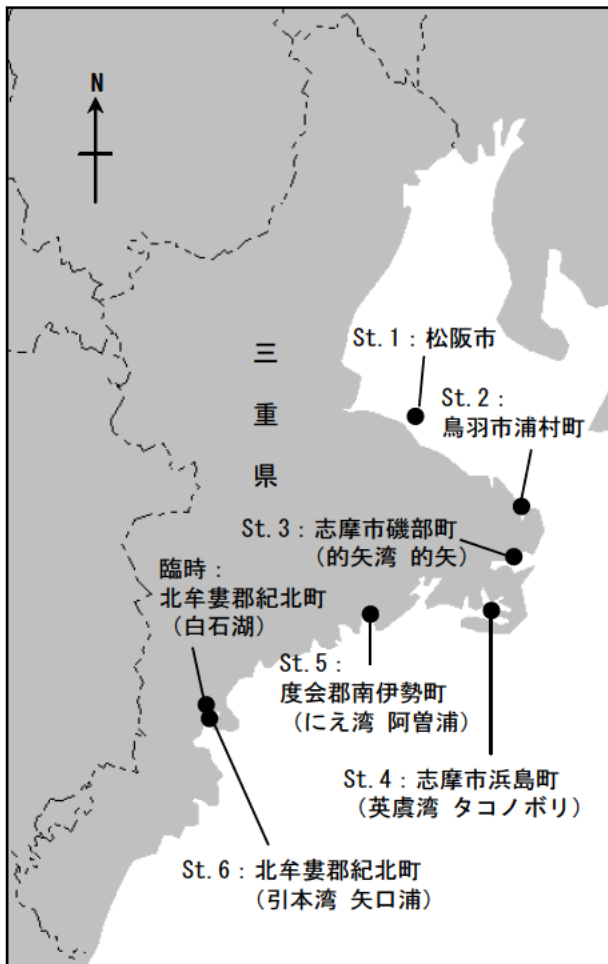 N
St.1：松阪市
三重県
St.2：
鳥羽市浦村町
St.3：志摩市磯部町
（的矢湾 的矢）
臨時：
北牟婁郡紀北町
（白石湖）
St.5：
度会郡南伊勢町
（にえ湾 阿曽浦）
St.4：志摩市浜島町
（英虞湾 タコノボリ）
St.6：北牟婁郡紀北町
（引本湾 矢口浦）